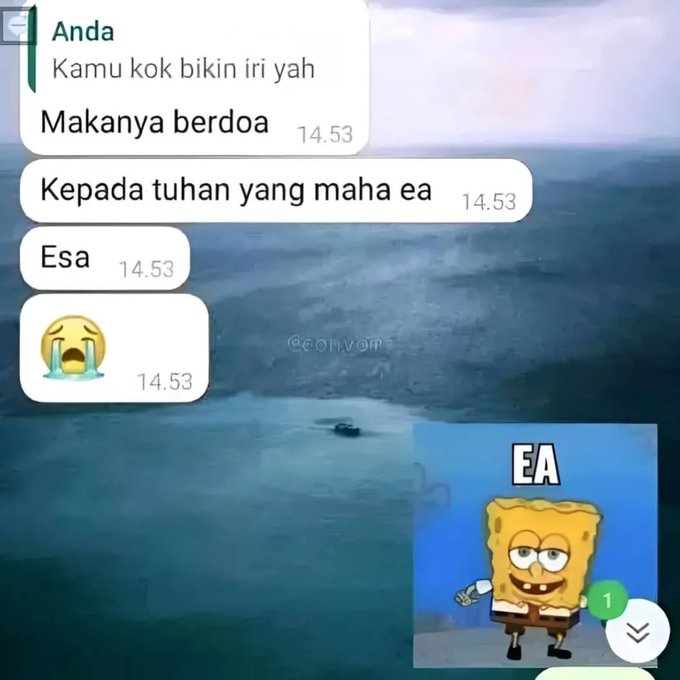 Anda
Kamu kok bikin iri yah
Makanya berdoa
14.53
Kepada tuhan yang maha ea
14.53
Esa
14.53
14.53
@convom
EA
1